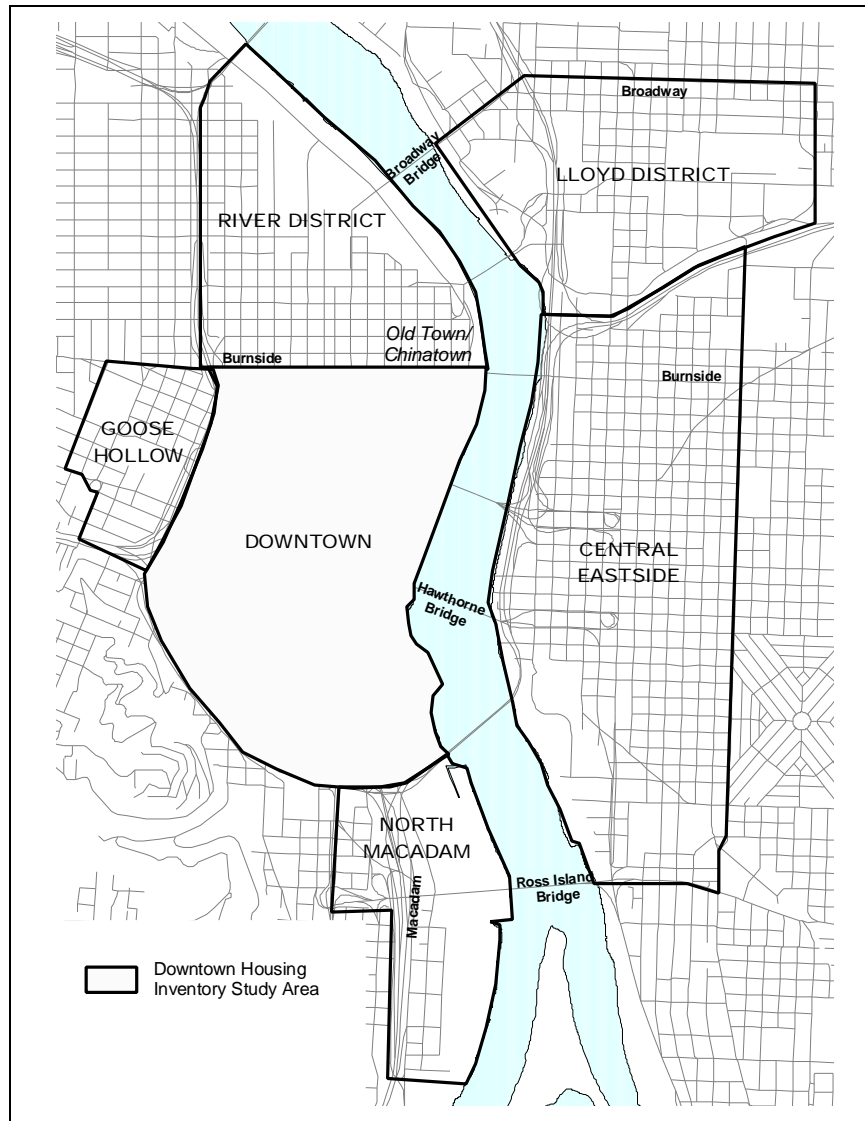 Broadway
Broadway
Bridge
LLOYD DISTRICT
RIVER DISTRICT
Old Town/
Chinatown
Burnside
Burnside
GOOSE
HOLLOW
DOWNTOWN
CENTRAL
EASTSIDE
Hawthorne
Bridge
NORTH
MACADAM
Ross Island
Bridge
Macadam
Downtown Housing
Inventory Study Area